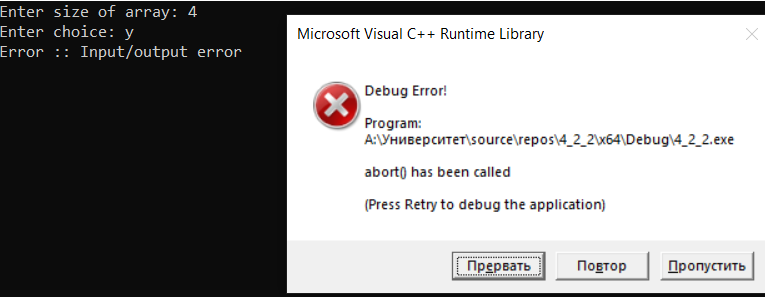 Enter size of array: 4
Enter choice: y
Error :: Input/output error
Microsoft Visual C++ Runtime Library
Debug Error!
Program:
A:\Университет\source\repos\4_2_2\x64\Debug\4_2_2.exe
abort() has been called
(Press Retry to debug the application)
Прервать
Повтор
Пропустить